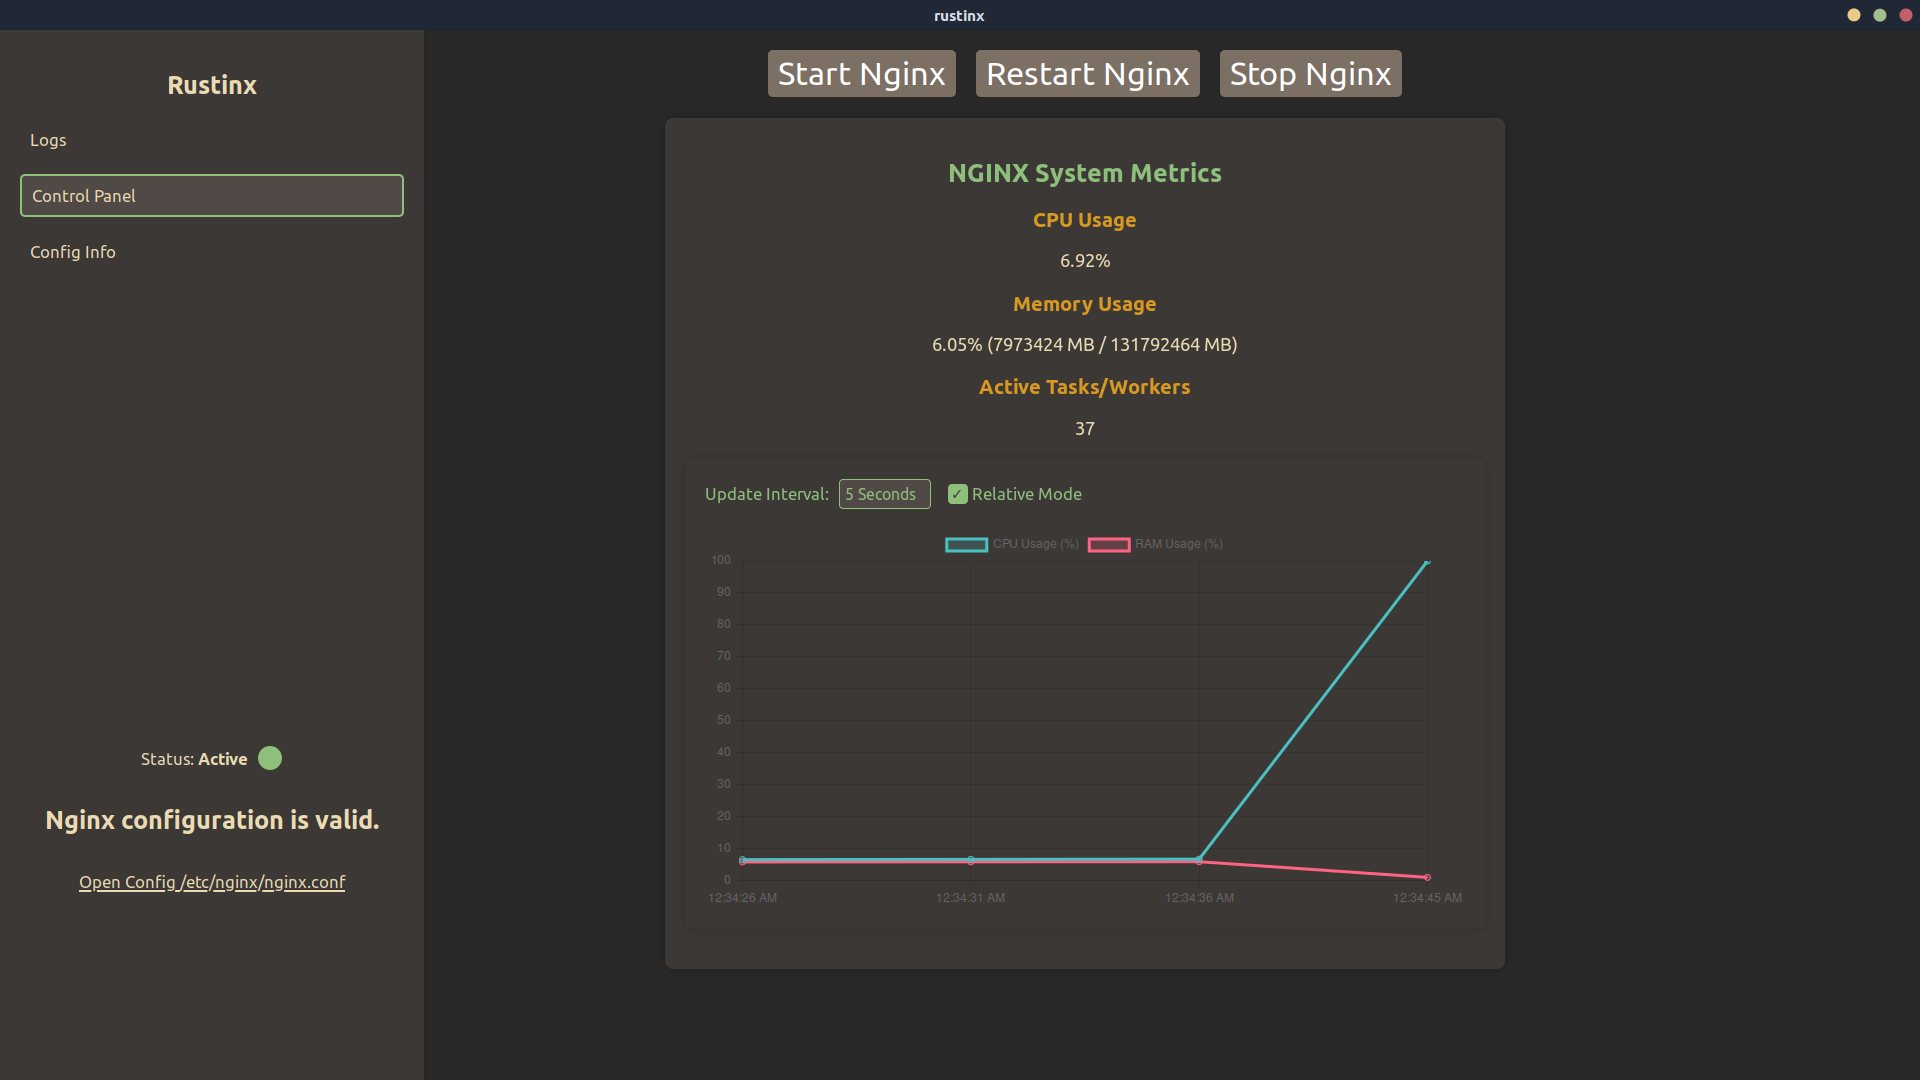 rustinx
Rustinx
Logs
Control Panel
Config Info
Status: Active
Nginx configuration is valid.
Open Config /etc/nginx/nginx.conf
Start Nginx Restart Nginx Stop Nginx
NGINX System Metrics
CPU Usage
6.92%
Memory Usage
6.05% (7973424 MB / 131792464 MB)
Active Tasks/Workers
37
Update Interval: 5 Seconds ✓ Relative Mode
CPU Usage (%) RAM Usage (%)
100
90
80
70
60
50
40
30
20
10
0
12:34:26 AM 12:34:31 AM 12:34:36 AM 12:34:45 AM